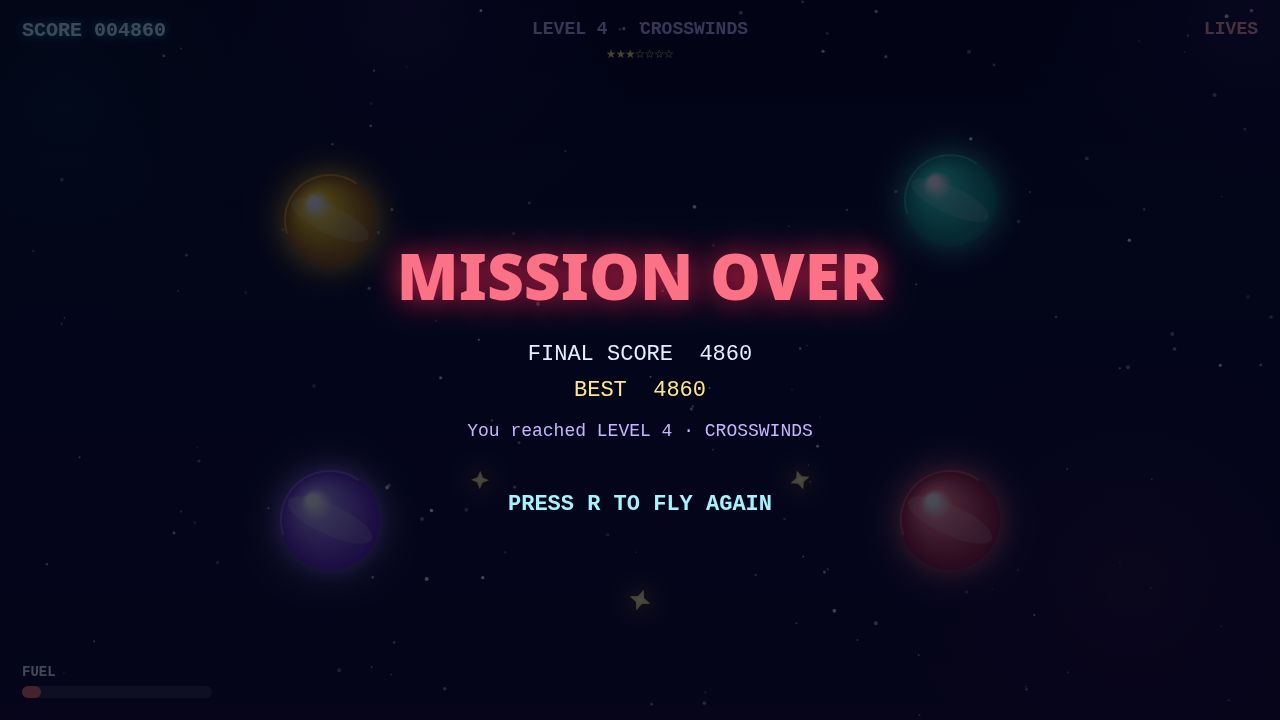 SCORE 004860
LEVEL 4 · CROSSWINDS
★★★☆☆☆☆
LIVES
MISSION OVER
FINAL SCORE 4860
BEST 4860
You reached LEVEL 4 · CROSSWINDS
PRESS R TO FLY AGAIN
FUEL